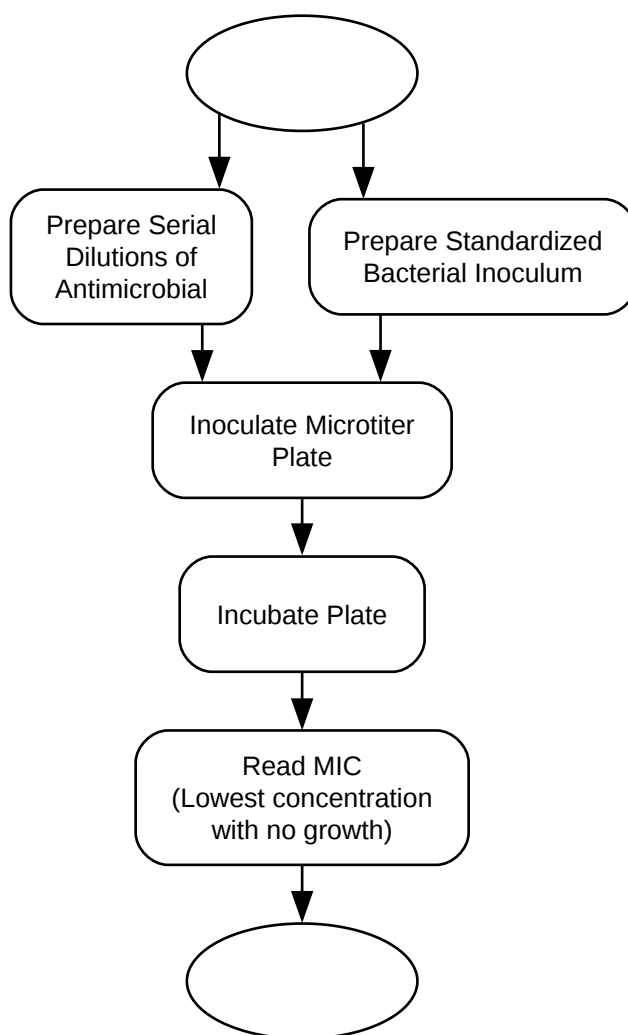 Prepare Serial
Dilutions of
Antimicrobial
Prepare Standardized
Bacterial Inoculum
Inoculate Microtiter
Plate
Incubate Plate
Read MIC
(Lowest concentration
with no growth)